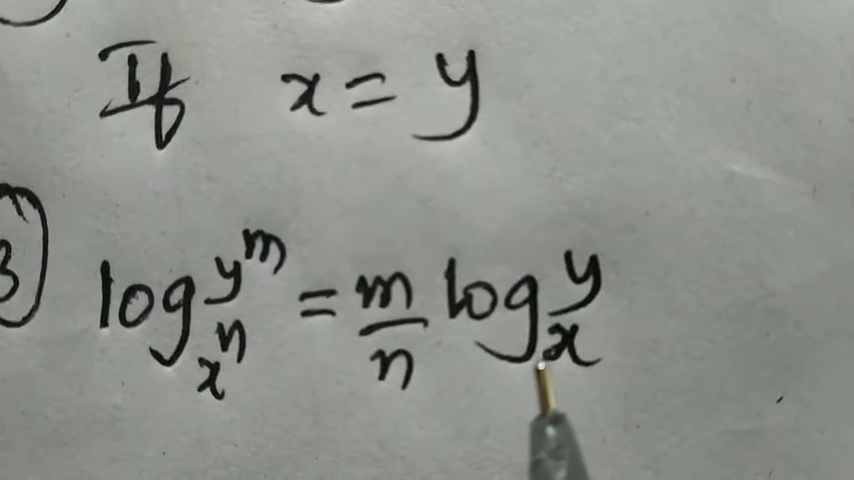 If x = y
③ log_{x^n} y^m = m/n log_x y